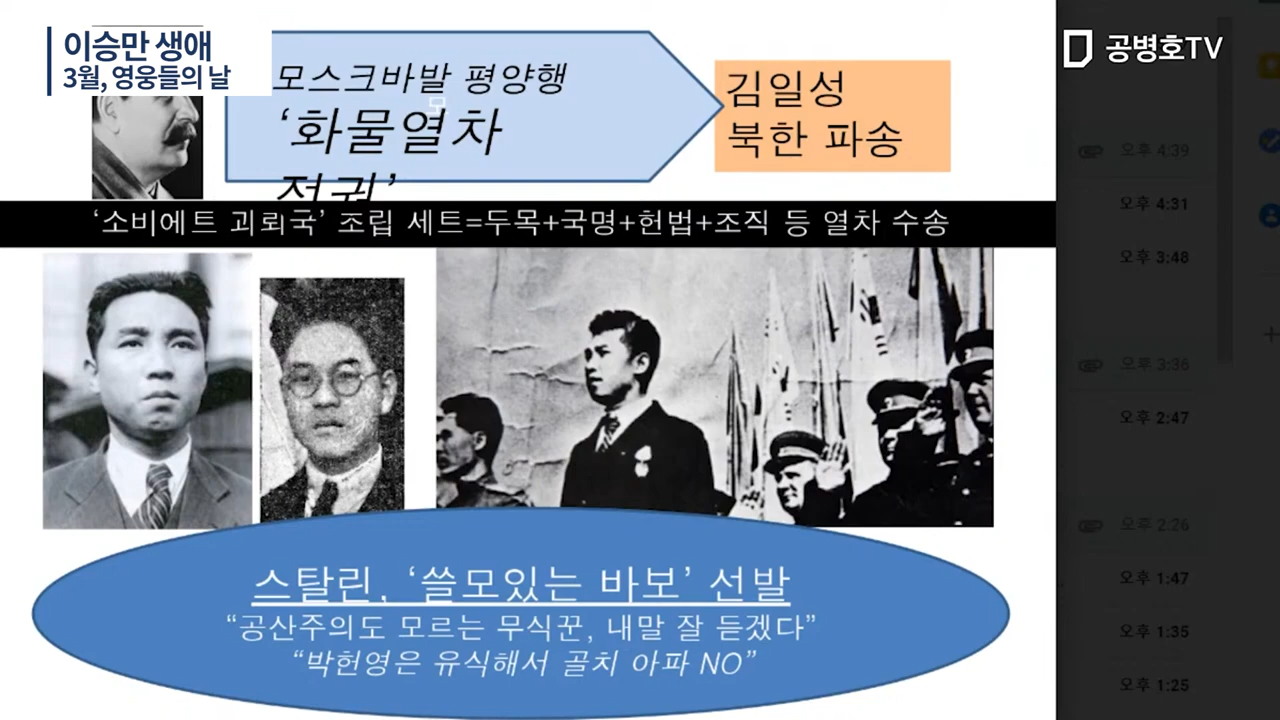 이승만 생애
3월, 영웅들의 날
공병호TV
모스크바발 평양행
‘화물열차
정권’
김일성
북한 파송
‘소비에트 괴뢰국’ 조립 세트=두목+국명+헌법+조직 등 열차 수송
스탈린, ‘쓸모있는 바보’ 선발
“공산주의도 모르는 무식꾼, 내말 잘 듣겠다”
“박헌영은 유식해서 골치 아파 NO”
오후 4:39
오후 4:31
오후 3:48
오후 3:36
오후 2:47
오후 2:26
오후 1:47
오후 1:35
오후 1:25